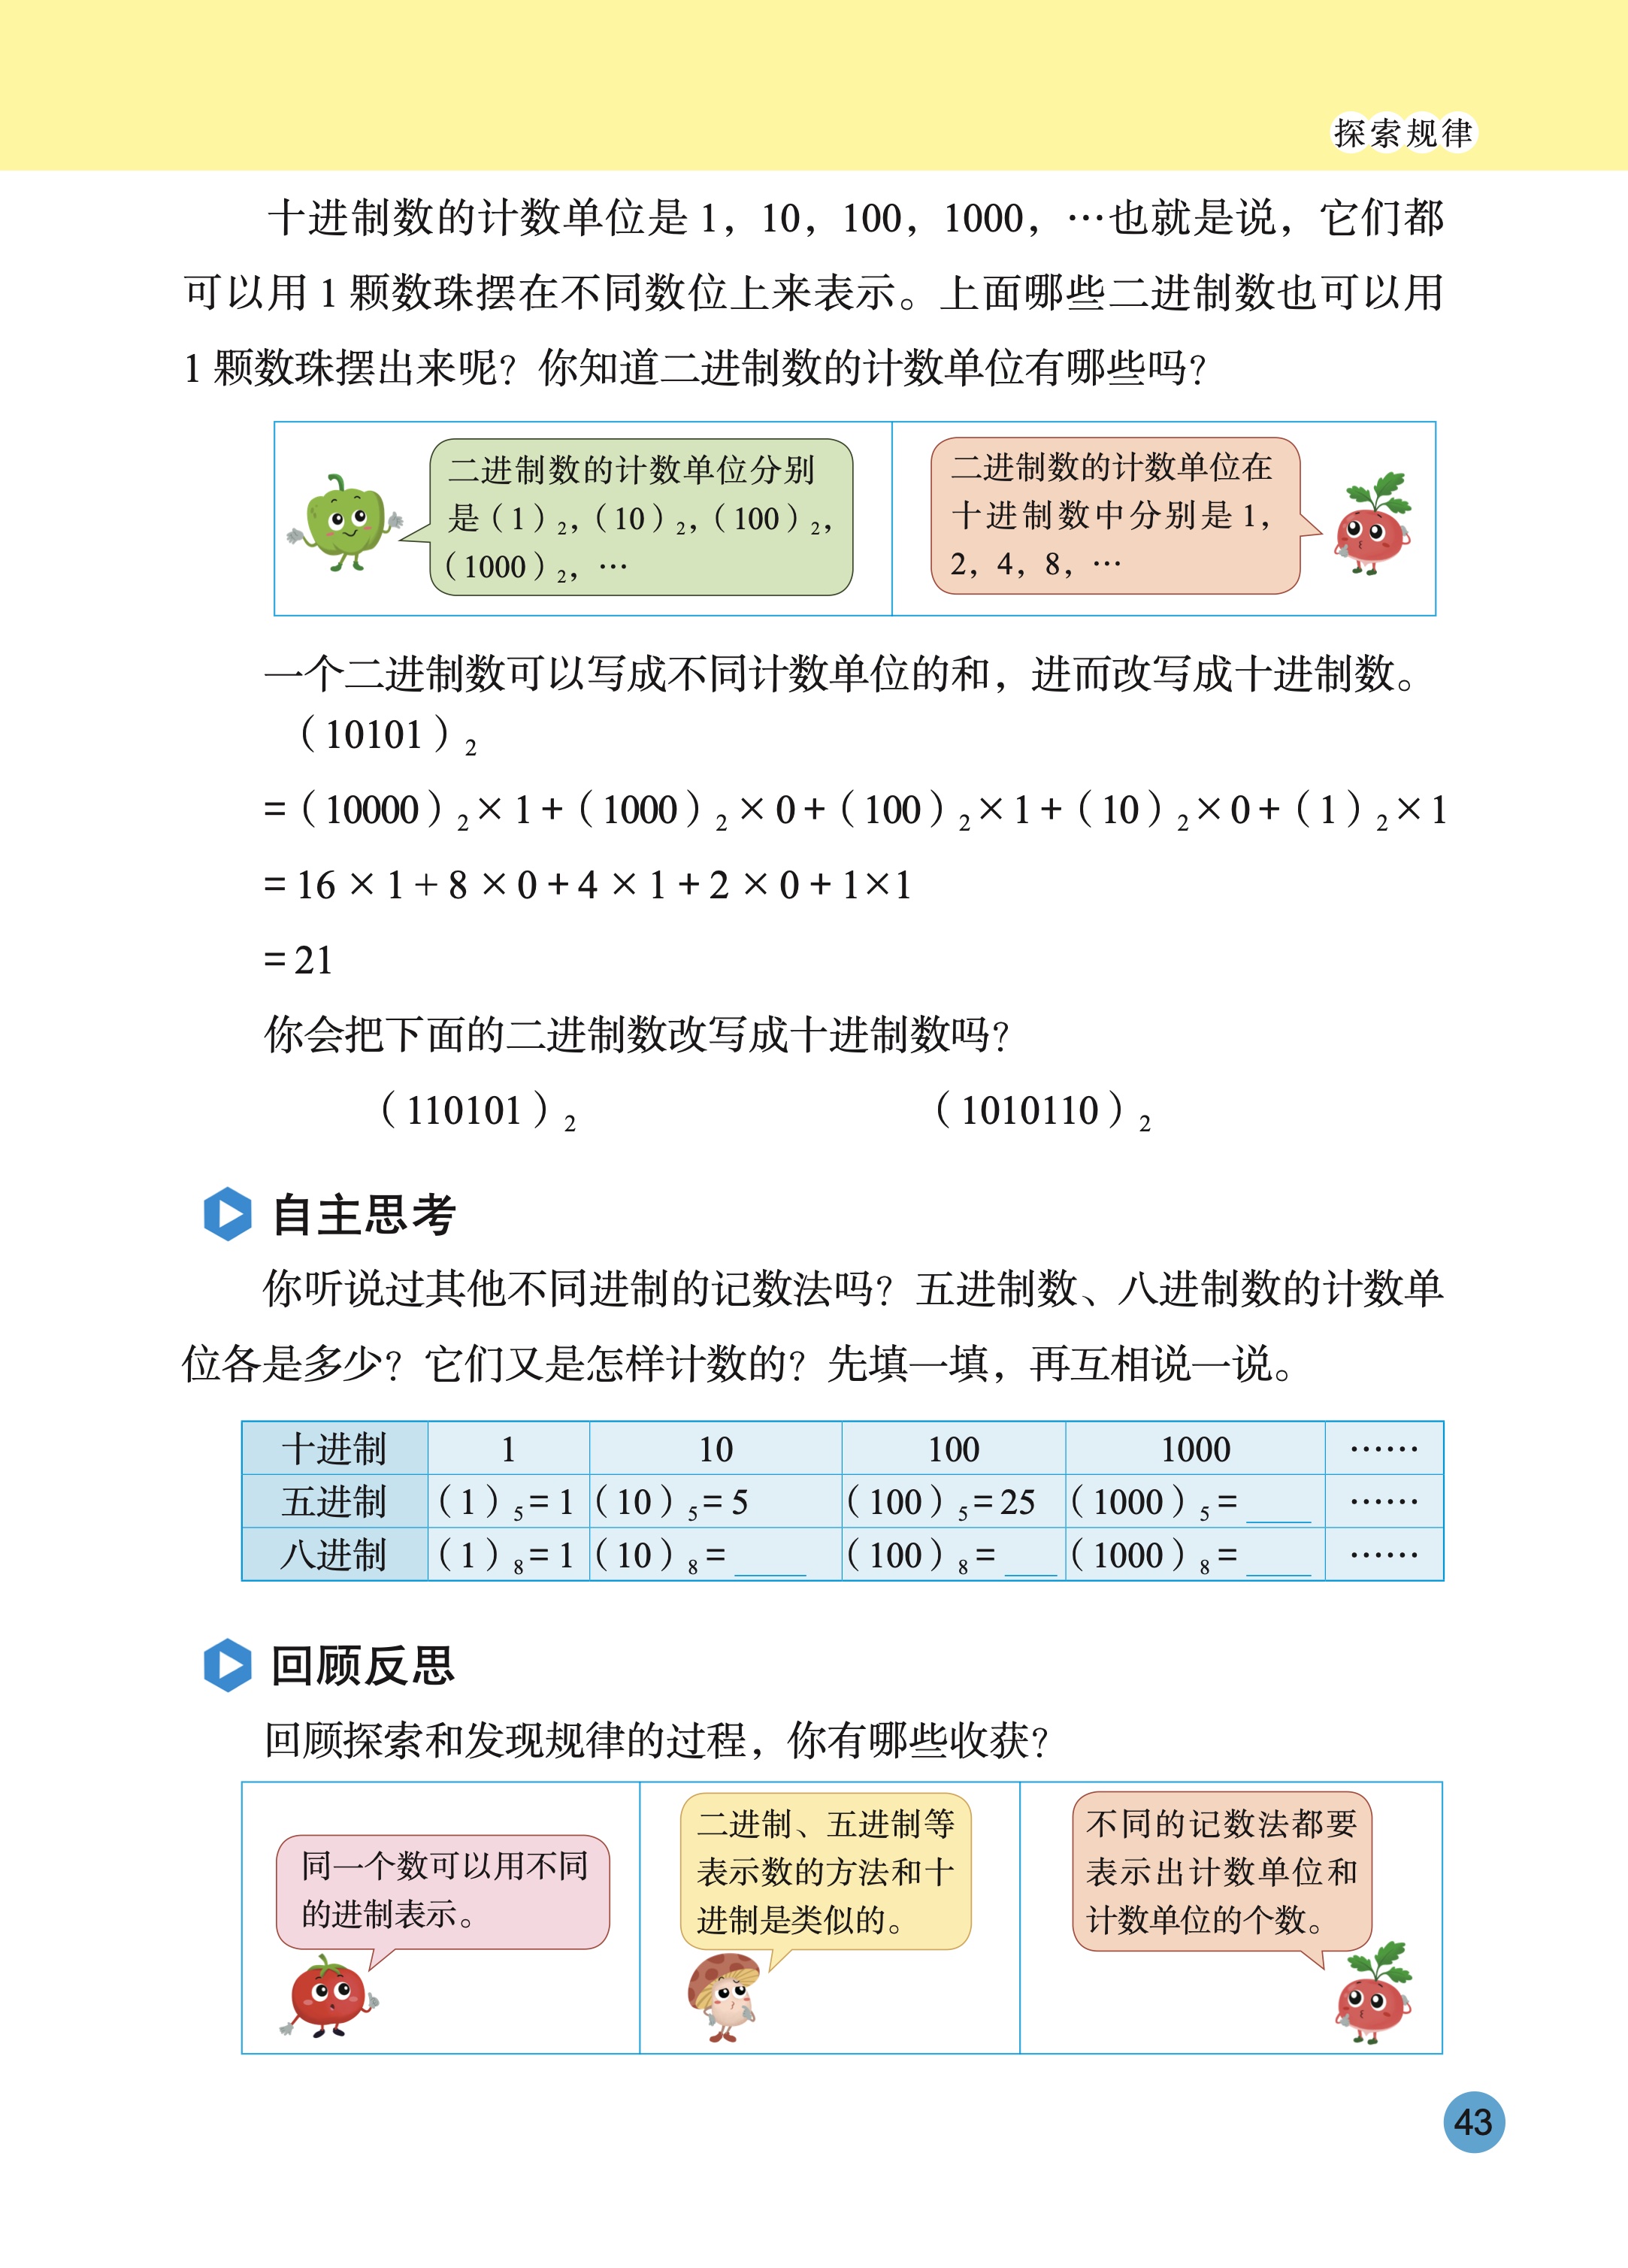 探索规律
十进制数的计数单位是 1，10，100，1000，…也就是说，它们都
可以用 1 颗数珠摆在不同数位上来表示。上面哪些二进制数也可以用
1 颗数珠摆出来呢？你知道二进制数的计数单位有哪些吗？
二进制数的计数单位分别
是（1）₂，（10）₂，（100）₂，
（1000）₂，…
二进制数的计数单位在
十进制数中分别是 1，
2，4，8，…
一个二进制数可以写成不同计数单位的和，进而改写成十进制数。
（10101）₂
=（10000）₂×1+（1000）₂×0+（100）₂×1+（10）₂×0+（1）₂×1
=16×1+8×0+4×1+2×0+1×1
=21
你会把下面的二进制数改写成十进制数吗？
（110101）₂ （1010110）₂
自主思考
你听说过其他不同进制的记数法吗？五进制数、八进制数的计数单
位各是多少？它们又是怎样计数的？先填一填，再互相说一说。
十进制 1 10 100 1000 ……
五进制 （1）₅=1 （10）₅=5 （100）₅=25 （1000）₅=____ ……
八进制 （1）₈=1 （10）₈=____ （100）₈=____ （1000）₈=____ ……
回顾反思
回顾探索和发现规律的过程，你有哪些收获？
同一个数可以用不同
的进制表示。
二进制、五进制等
表示数的方法和十
进制是类似的。
不同的记数法都要
表示出计数单位和
计数单位的个数。
43